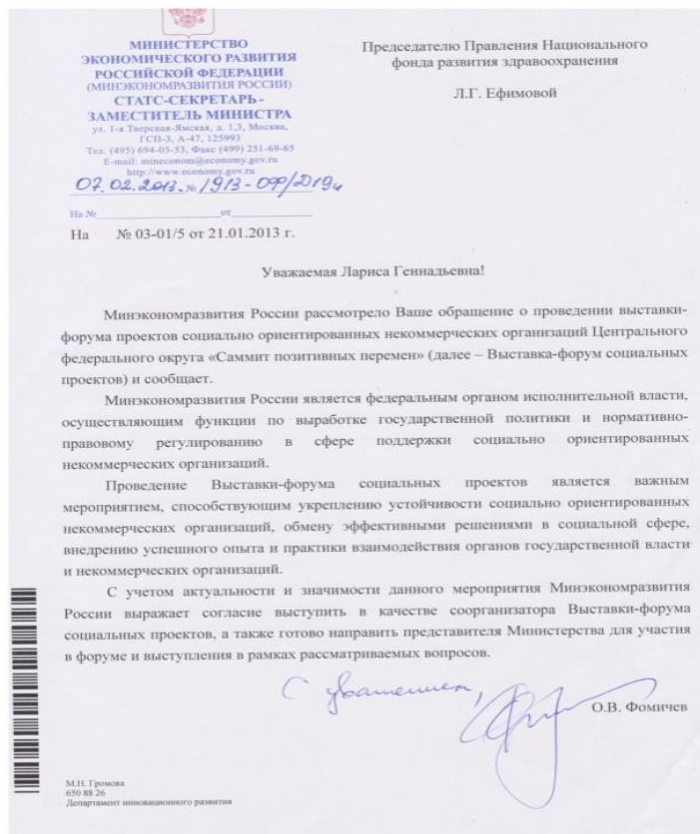 МИНИСТЕРСТВО
ЭКОНОМИЧЕСКОГО РАЗВИТИЯ
РОССИЙСКОЙ ФЕДЕРАЦИИ
(МИНЭКОНОМРАЗВИТИЯ РОССИИ)
СТАТС-СЕКРЕТАРЬ -
ЗАМЕСТИТЕЛЬ МИНИСТРА
ул. 1-я Тверская-Ямская, д. 1,3, Москва,
ГСП-3, А-47, 125993
Тел. (495) 694-03-53, Факс (499) 251-69-65
E-mail: mineconom@economy.gov.ru
http://www.economy.gov.ru
07.02.2013 № 1913-ОФ/D19и
На № от
На № 03-01/5 от 21.01.2013 г.
Председателю Правления Национального
фонда развития здравоохранения
Л.Г. Ефимовой
Уважаемая Лариса Геннадьевна!
Минэкономразвития России рассмотрело Ваше обращение о проведении выставки-
форума проектов социально ориентированных некоммерческих организаций Центрального
федерального округа «Саммит позитивных перемен» (далее – Выставка-форум социальных
проектов) и сообщает.
Минэкономразвития России является федеральным органом исполнительной власти,
осуществляющим функции по выработке государственной политики и нормативно-
правовому регулированию в сфере поддержки социально ориентированных
некоммерческих организаций.
Проведение Выставки-форума социальных проектов является важным
мероприятием, способствующим укреплению устойчивости социально ориентированных
некоммерческих организаций, обмену эффективными решениями в социальной сфере,
внедрению успешного опыта и практики взаимодействия органов государственной власти
и некоммерческих организаций.
С учетом актуальности и значимости данного мероприятия Минэкономразвития
России выражает согласие выступить в качестве соорганизатора Выставки-форума
социальных проектов, а также готово направить представителя Министерства для участия
в форуме и выступления в рамках рассматриваемых вопросов.
С уважением,
О.В. Фомичев
М.Н. Громова
650 88 26
Департамент инновационного развития